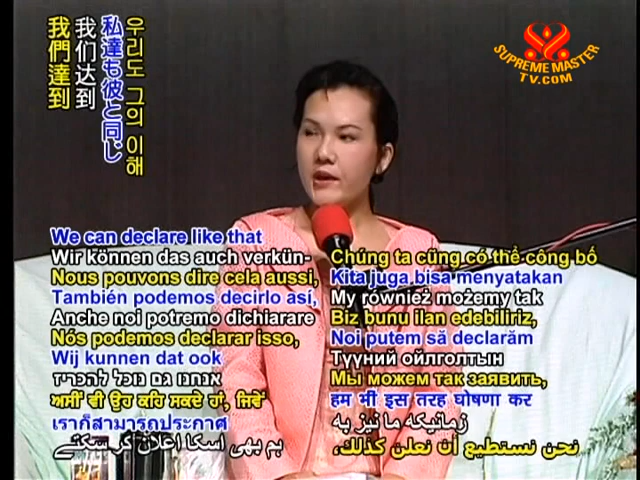 우리도 그의 이해
私達も彼と同じ
我们达到
我們達到
SUPREME MASTER
TV.COM
We can declare like that
Wir können das auch verkün-
Nous pouvons dire cela aussi,
También podemos decirlo así,
Anche noi potremo dichiarare
Nós podemos declarar isso,
Wij kunnen dat ook
אנחנו גם נוכל להכריז
ਅਸੀਂ ਵੀ ਉਹ ਕਹਿ ਸਕਦੇ ਹਾਂ, ਜਿਵੇਂ
เราก็สามารถประกาศ
ہم بھی اسکا اعلان کر سکتے
Chúng ta cũng có thể công bố
Kita juga bisa menyatakan
My również możemy tak
Biz bunu ilan edebiliriz,
Noi putem să declarăm
Түүний ойлголтын
Мы можем так заявить,
हम भी इस तरह घोषणा कर
زمانیکه ما نیز به
نحن نستطيع أن نعلن كذلك،